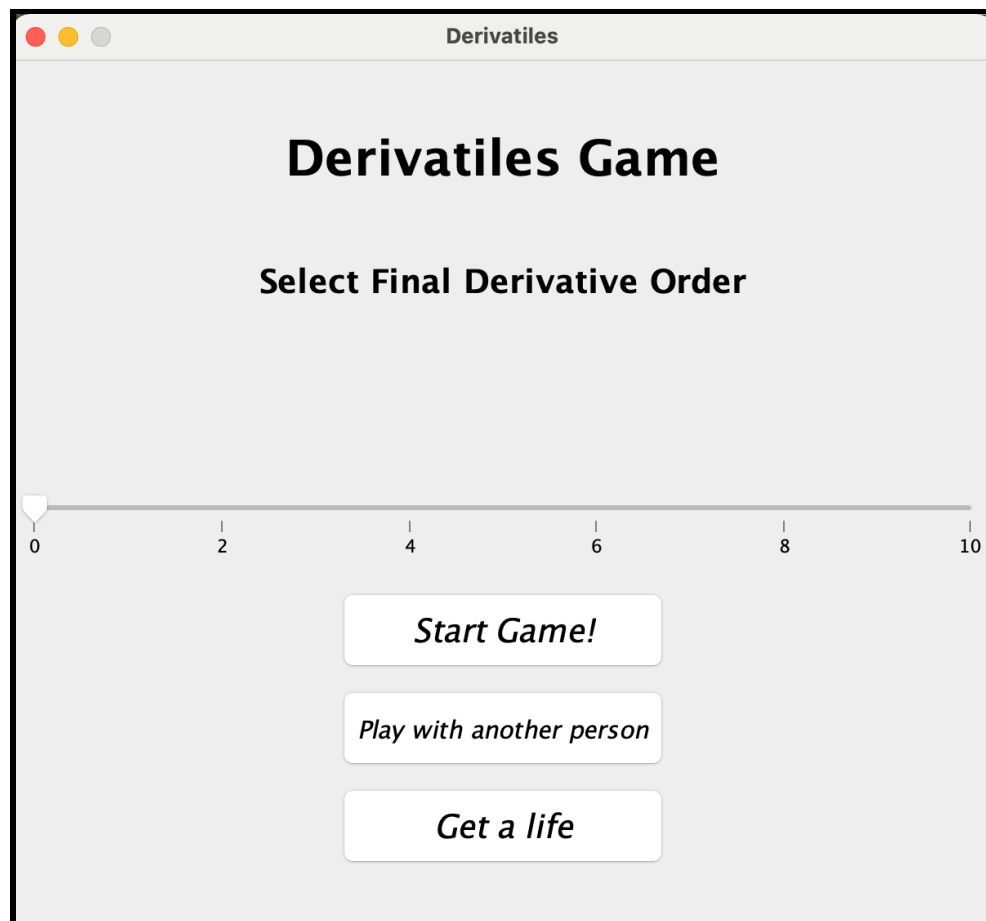 Derivatiles
Derivatiles Game
Select Final Derivative Order
0 2 4 6 8 10
Start Game!
Play with another person
Get a life